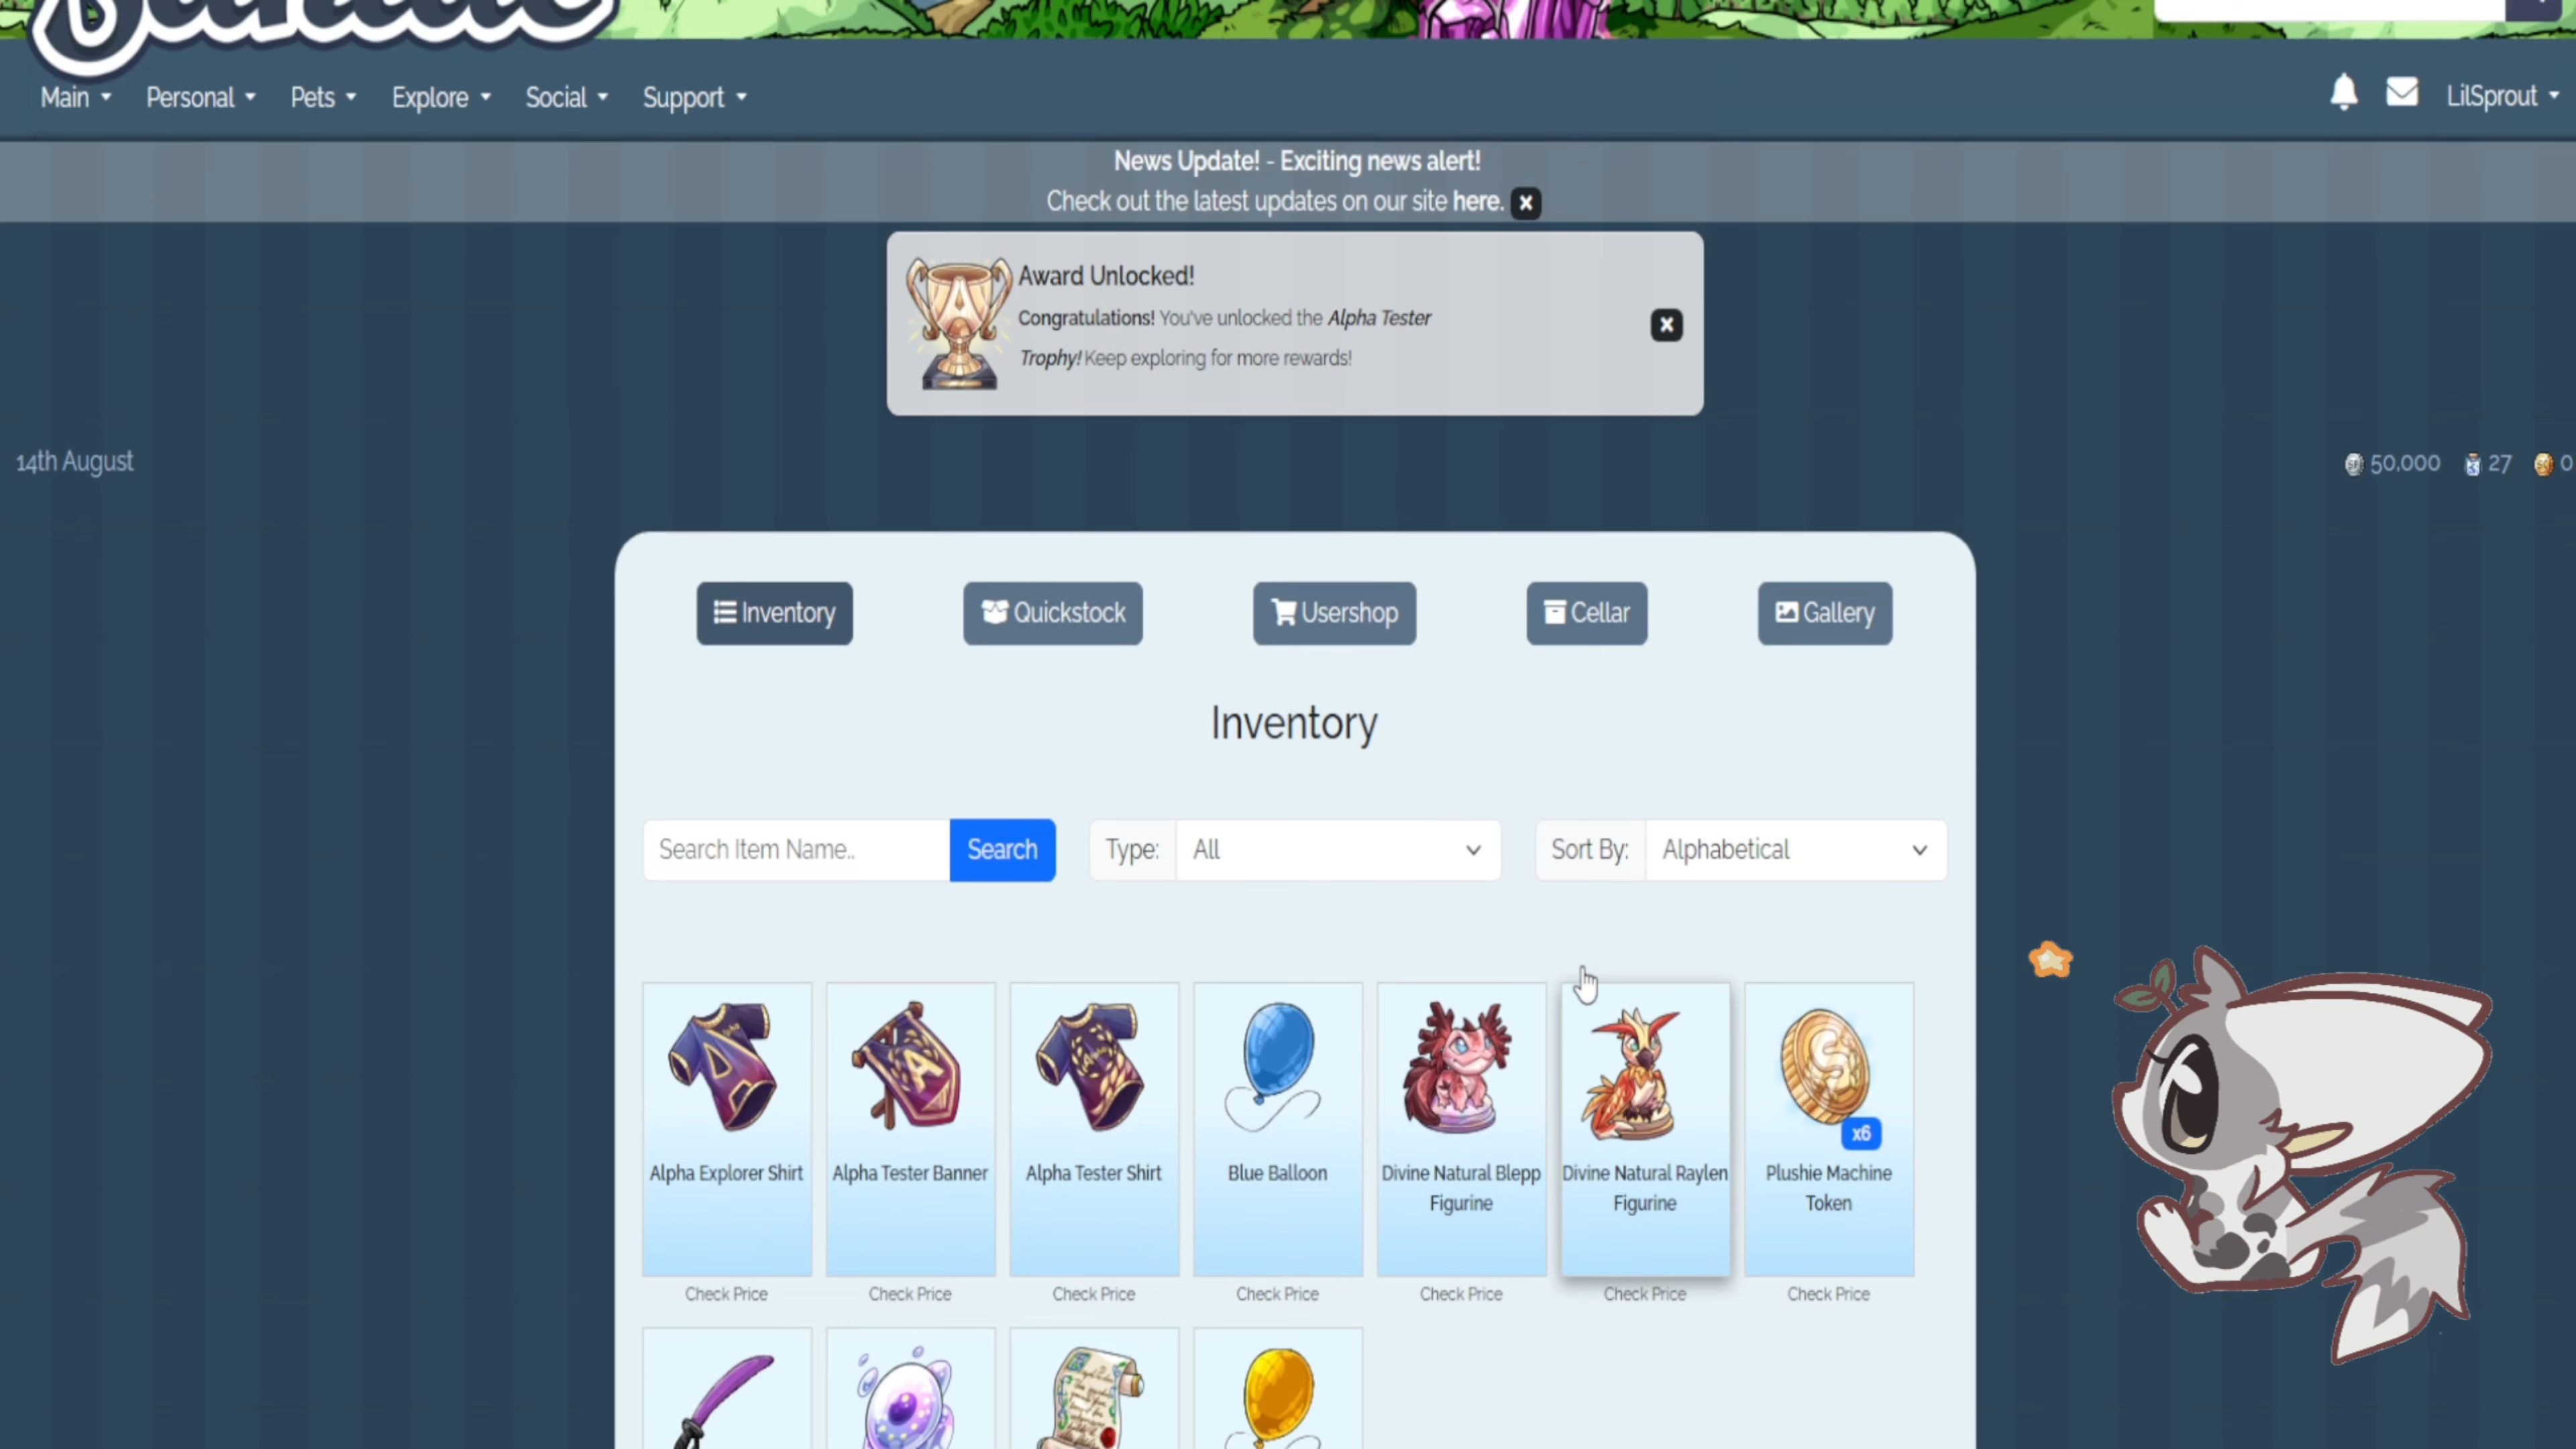 Main Personal Pets Explore Social Support LilSprout
News Update! - Exciting news alert!
Check out the latest updates on our site here.
Award Unlocked!
Congratulations! You've unlocked the Alpha Tester
Trophy! Keep exploring for more rewards!
14th August
50,000 27 0
Inventory Quickstock Usershop Cellar Gallery
Inventory
Search Item Name.. Search Type: All Sort By: Alphabetical
A
x6
Alpha Explorer Shirt
Alpha Tester Banner
Alpha Tester Shirt
Blue Balloon
Divine Natural Blepp
Figurine
Divine Natural Raylen
Figurine
Plushie Machine
Token
Check Price Check Price Check Price Check Price Check Price Check Price Check Price